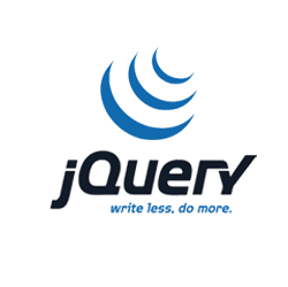 jQuery
write less, do more.